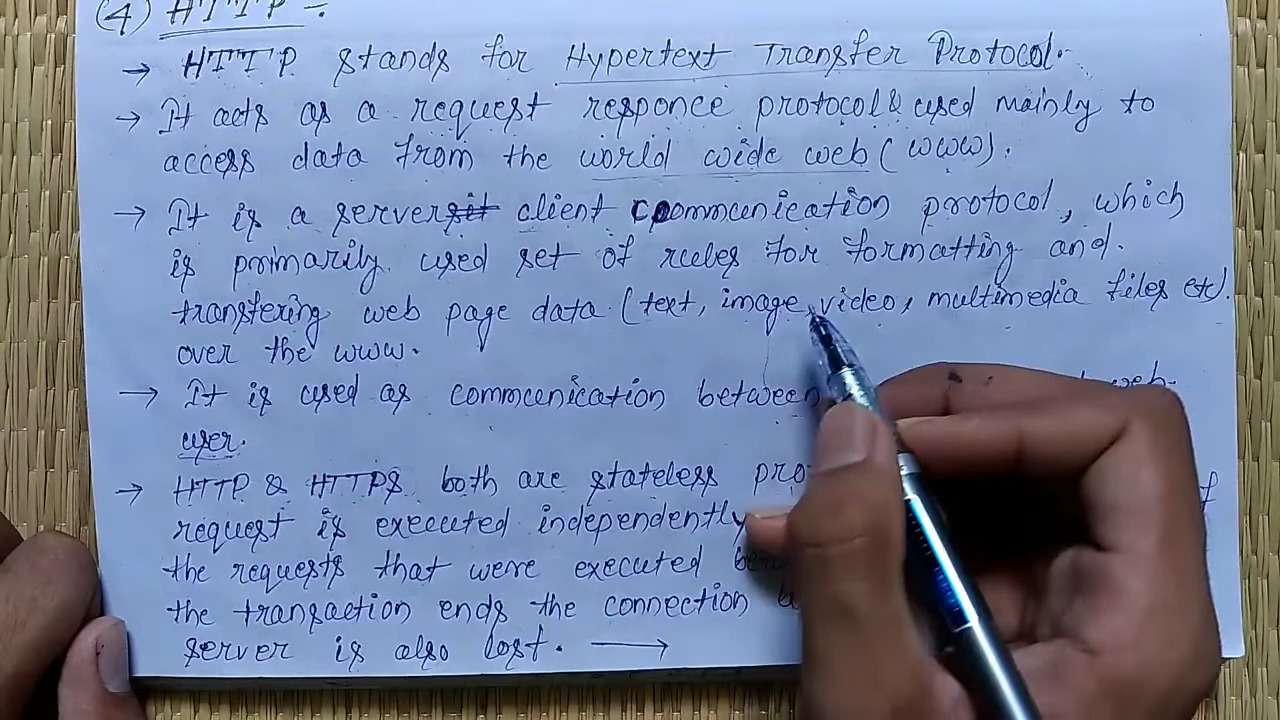 (4) HTTP :-
→ HTTP stands for Hypertext Transfer Protocol.
→ It acts as a request responce protocol & used mainly to
access data from the world wide web (www).
→ It is a server client communication protocol, which
is primarily used set of rules for formatting and
transfering web page data (text, image, video, multimedia files etc).
over the www.
→ It is used as communication between web
user.
→ HTTP & HTTPS both are stateless
request is executed independently
the requests that were executed
the transaction ends the connection
server is also lost. →